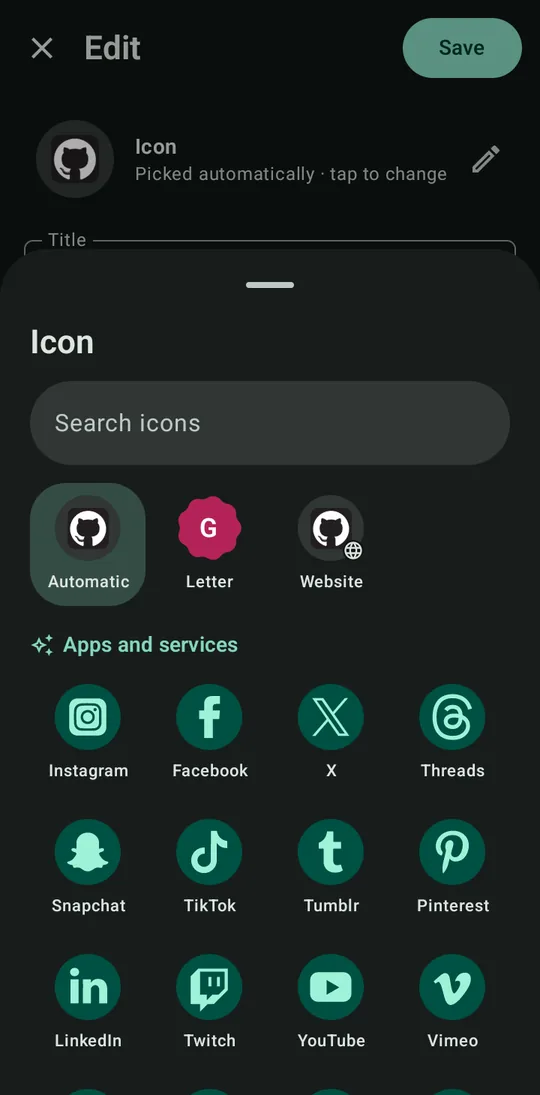 Edit
Save
Icon
Picked automatically · tap to change
Title
Icon
Search icons
G
Automatic
Letter
Website
Apps and services
Instagram
Facebook
X
Threads
Snapchat
TikTok
Tumblr
Pinterest
LinkedIn
Twitch
YouTube
Vimeo